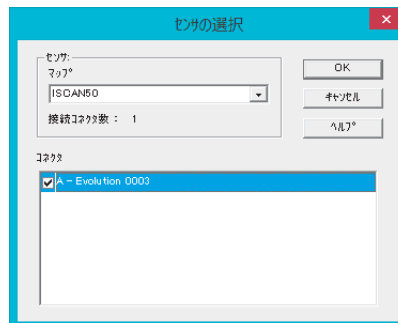 センサの選択
センサ:
マップ
ISCAN50
接続コネクタ数： 1
OK
キャンセル
ヘルプ
コネクタ
A - Evolution 0003